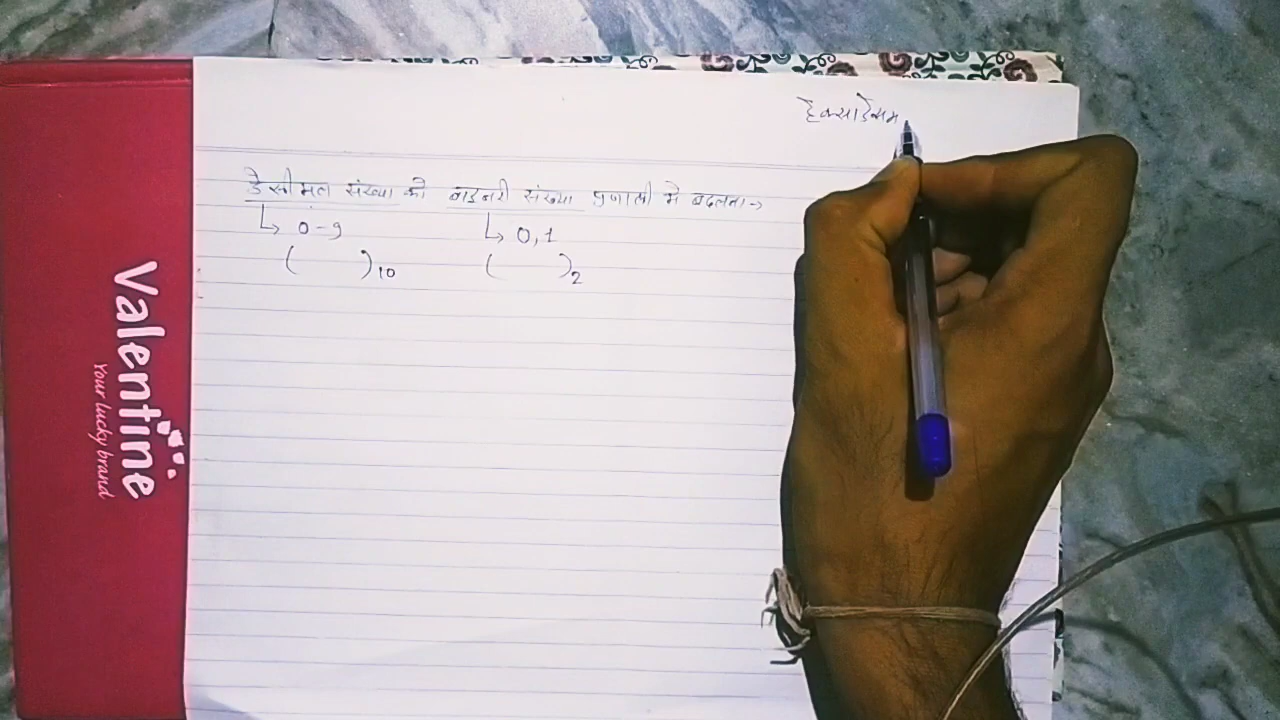 हैक्साडेसम
डेसीमल संख्या को बाइनरी संख्या प्रणाली मे बदलना->
0-9
0,1
( )10
( )2
Valentine
Your lucky brand